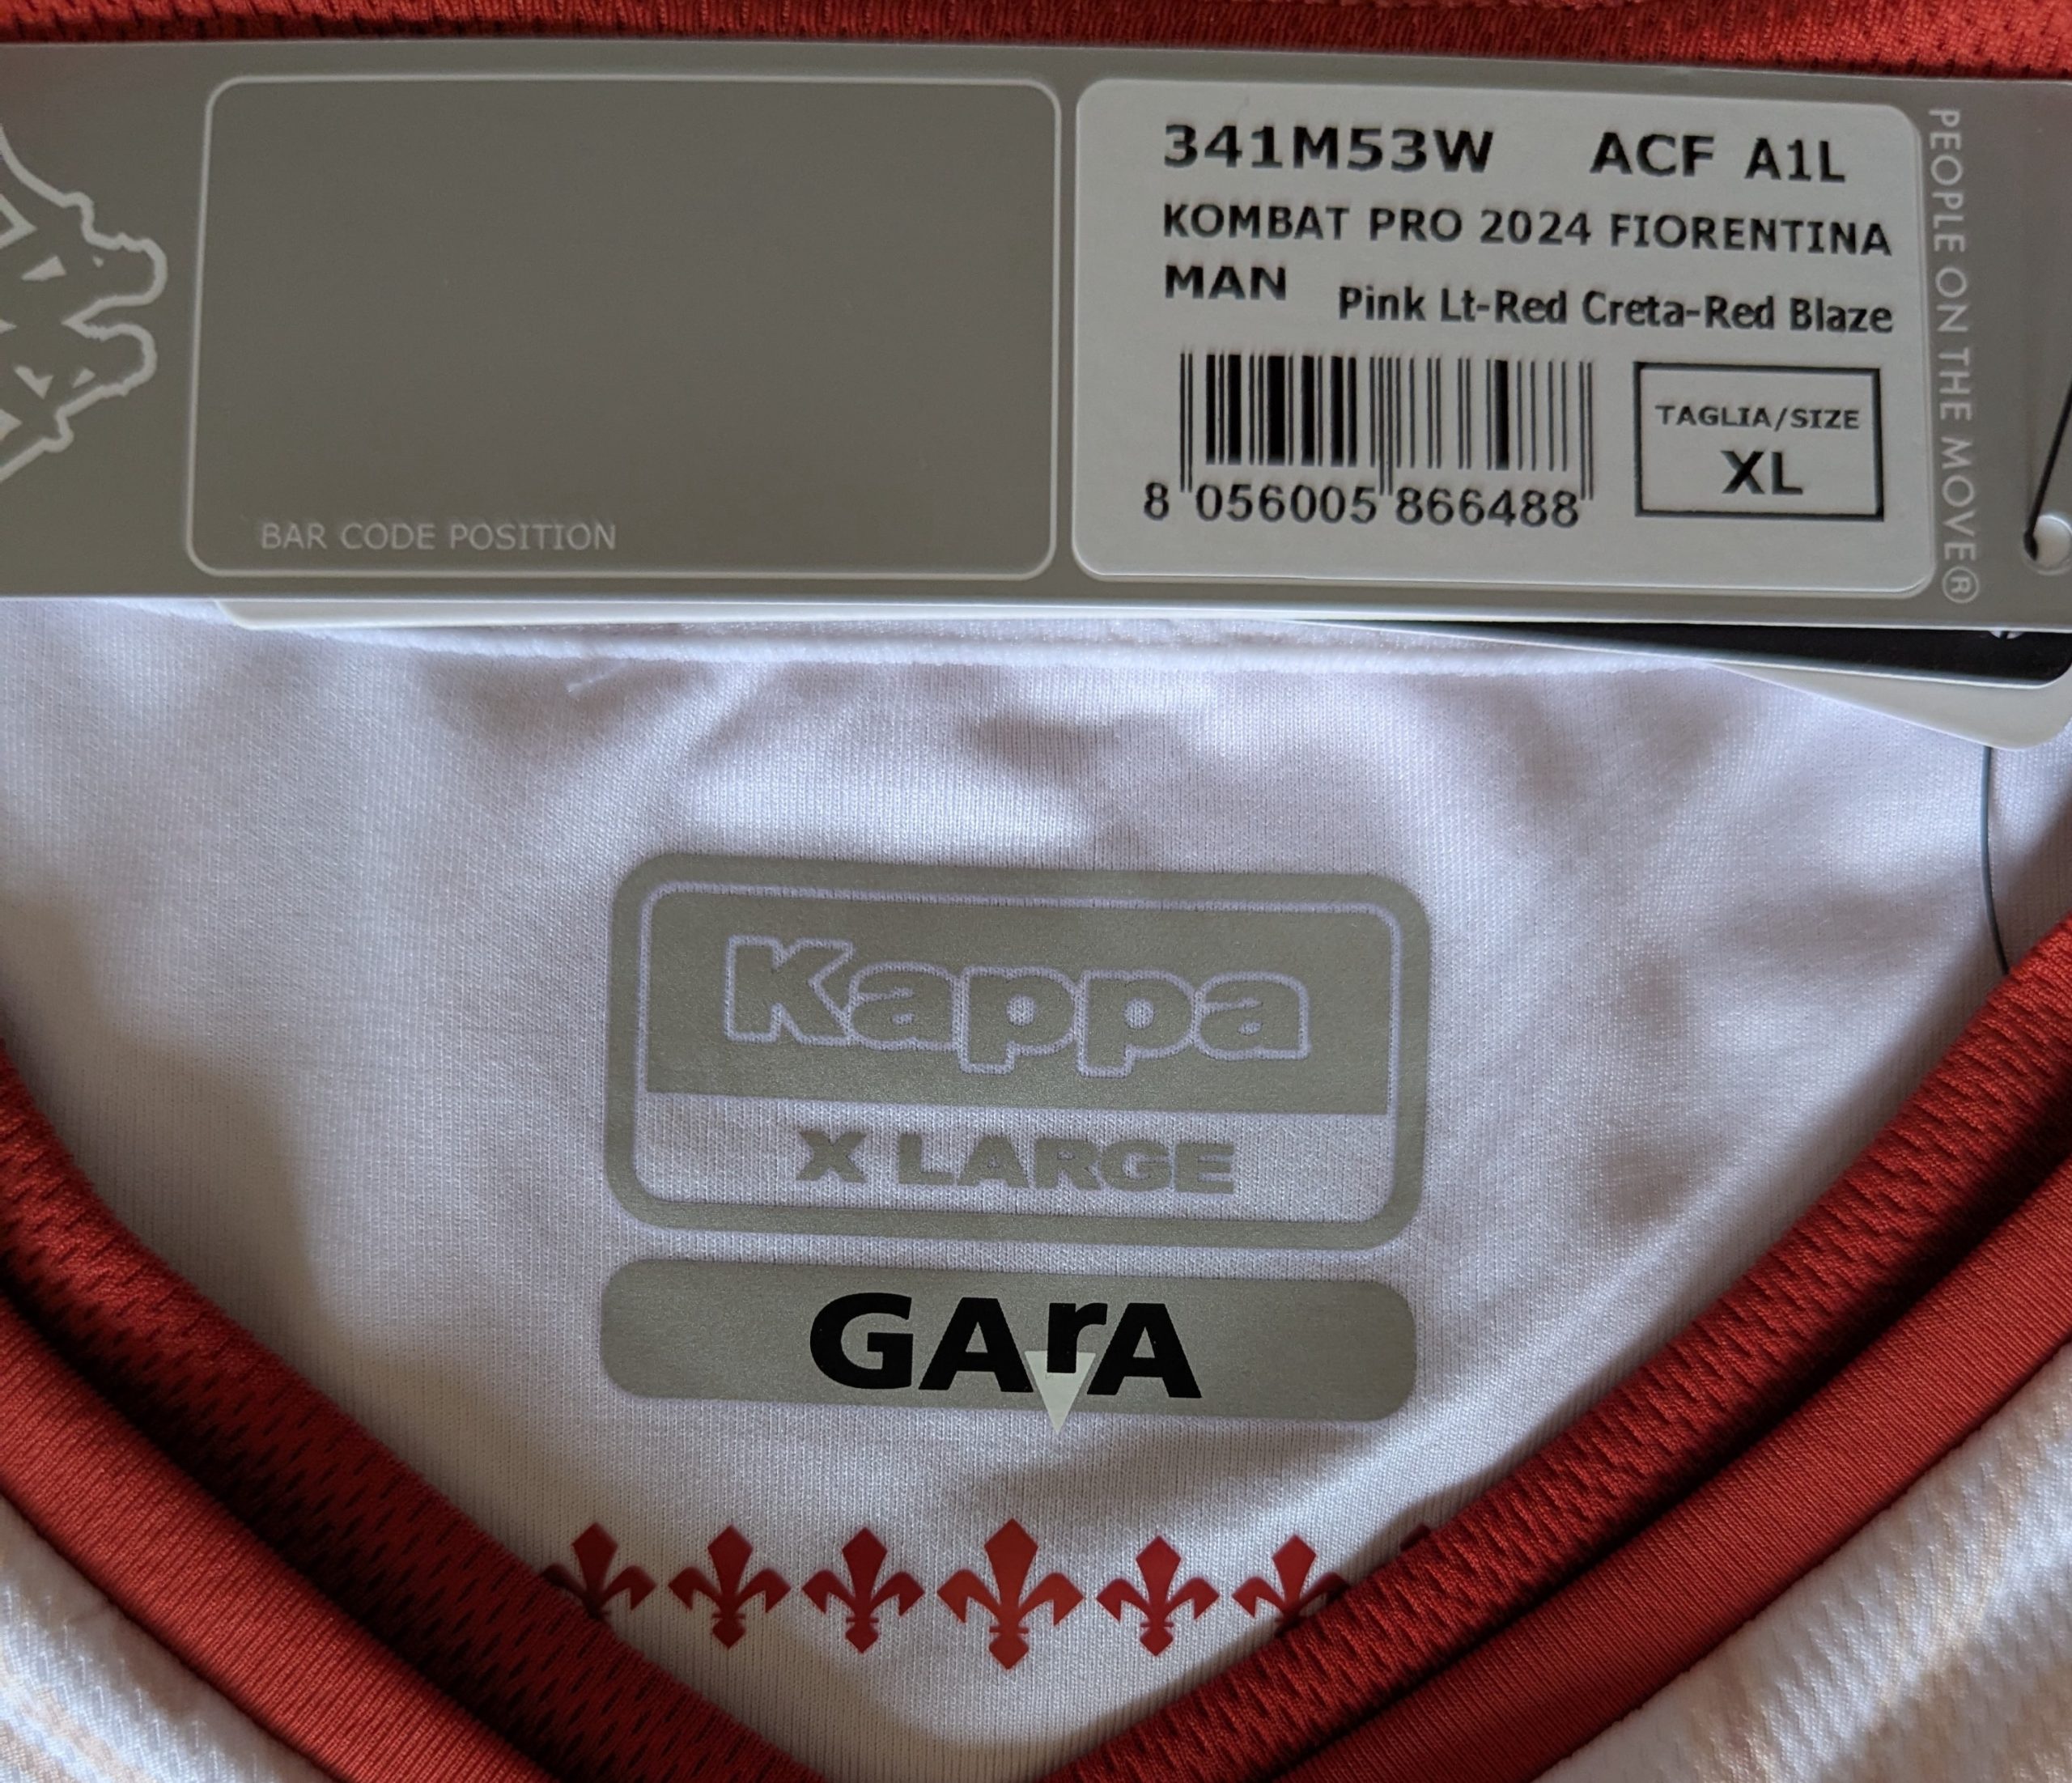 341M53W ACF A1L
KOMBAT PRO 2024 FIORENTINA
MAN Pink Lt-Red Creta-Red Blaze
TAGLIA/SIZE
XL
8 056005 866488
BAR CODE POSITION
PEOPLE ON THE MOVE®
Kappa
X LARGE
GArA